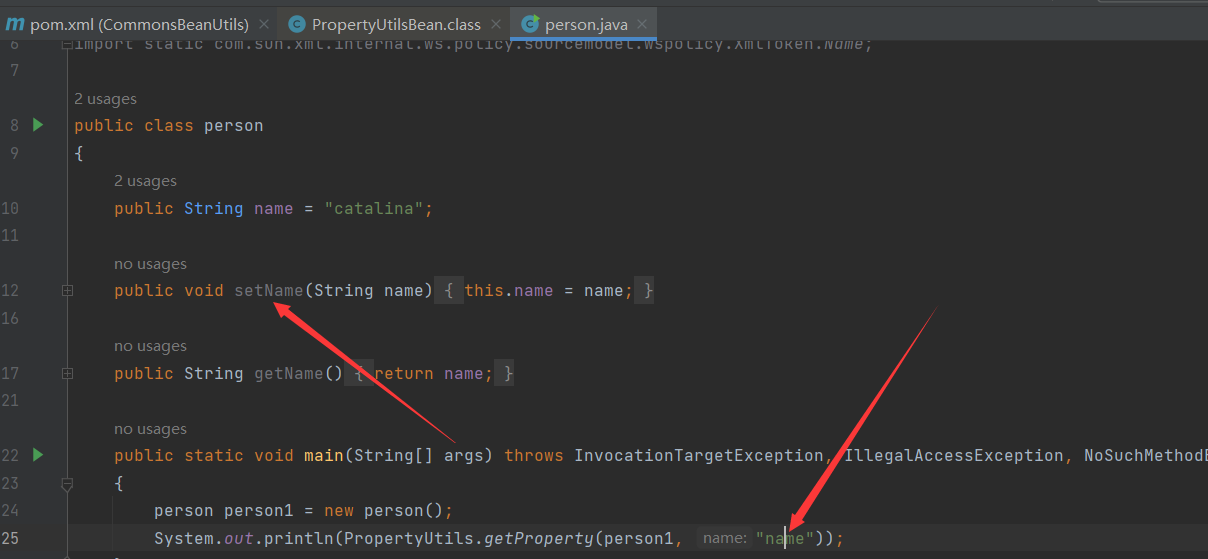 pom.xml (CommonsBeanUtils) PropertyUtilsBean.class person.java
6 import static com.sun.xml.internal.ws.policy.sourcemodel.wspolicy.XmlToken.Name;
7
2 usages
8 public class person
9 {
2 usages
10 public String name = "catalina";
11
no usages
12 public void setName(String name) { this.name = name; }
16
no usages
17 public String getName() { return name; }
21
no usages
22 public static void main(String[] args) throws InvocationTargetException, IllegalAccessException, NoSuchMethodE
23 {
24 person person1 = new person();
25 System.out.println(PropertyUtils.getProperty(person1, name: "name"));